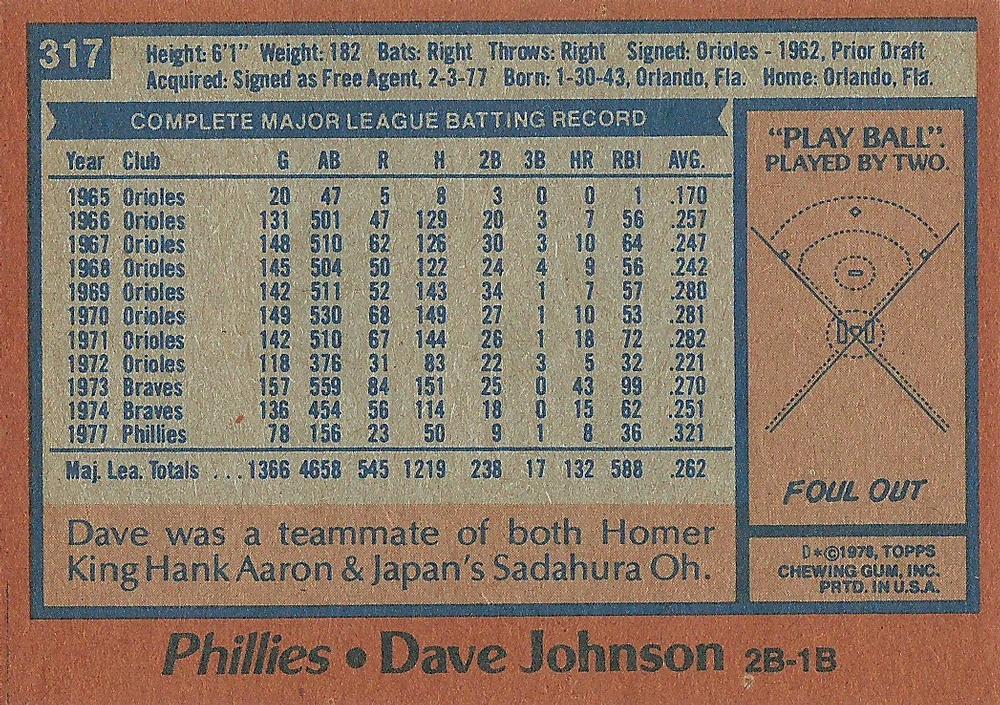 317
Height: 6'1" Weight: 182 Bats: Right Throws: Right Signed: Orioles - 1962, Prior Draft
Acquired: Signed as Free Agent, 2-3-77 Born: 1-30-43, Orlando, Fla. Home: Orlando, Fla.
COMPLETE MAJOR LEAGUE BATTING RECORD
Year Club G AB R H 2B 3B HR RBI AVG.
1965 Orioles 20 47 5 8 3 0 0 1 .170
1966 Orioles 131 501 47 129 20 3 7 56 .257
1967 Orioles 148 510 62 126 30 3 10 64 .247
1968 Orioles 145 504 50 122 24 4 9 56 .242
1969 Orioles 142 511 52 143 34 1 7 57 .280
1970 Orioles 149 530 68 149 27 1 10 53 .281
1971 Orioles 142 510 67 144 26 1 18 72 .282
1972 Orioles 118 376 31 83 22 3 5 32 .221
1973 Braves 157 559 84 151 25 0 43 99 .270
1974 Braves 136 454 56 114 18 0 15 62 .251
1977 Phillies 78 156 23 50 9 1 8 36 .321
Maj. Lea. Totals ... 1366 4658 545 1219 238 17 132 588 .262
Dave was a teammate of both Homer
King Hank Aaron & Japan's Sadahura Oh.
"PLAY BALL".
PLAYED BY TWO.
FOUL OUT
D*©1978, TOPPS
CHEWING GUM, INC.
PRTD. IN U.S.A.
Phillies • Dave Johnson 2B-1B